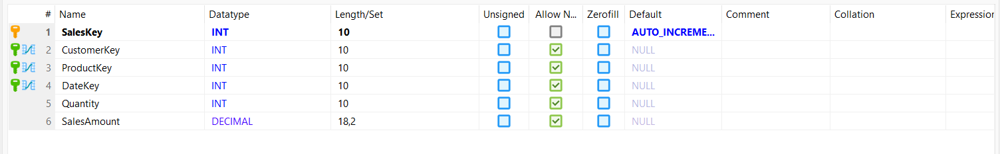 # Name Datatype Length/Set Unsigned Allow N... Zerofill Default Comment Collation Expression
1 SalesKey INT 10 AUTO_INCREME...
2 CustomerKey INT 10 NULL
3 ProductKey INT 10 NULL
4 DateKey INT 10 NULL
5 Quantity INT 10 NULL
6 SalesAmount DECIMAL 18,2 NULL